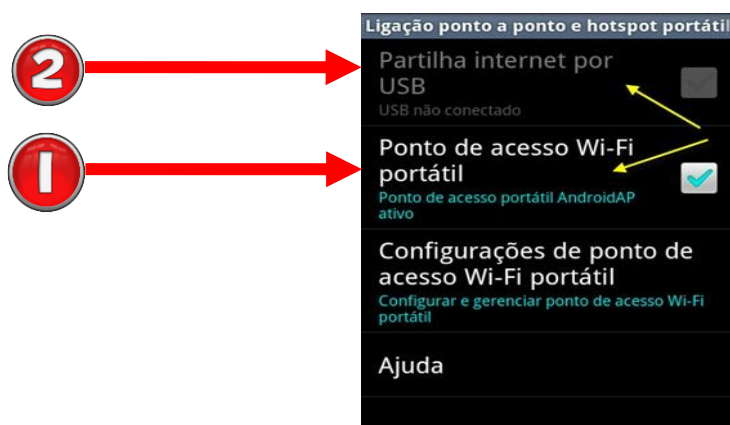 Ligação ponto a ponto e hotspot portátil
2
Partilha internet por
USB
USB não conectado
1
Ponto de acesso Wi-Fi
portátil
Ponto de acesso portátil AndroidAP
ativo
Configurações de ponto de
acesso Wi-Fi portátil
Configurar e gerenciar ponto de acesso Wi-Fi
portátil
Ajuda